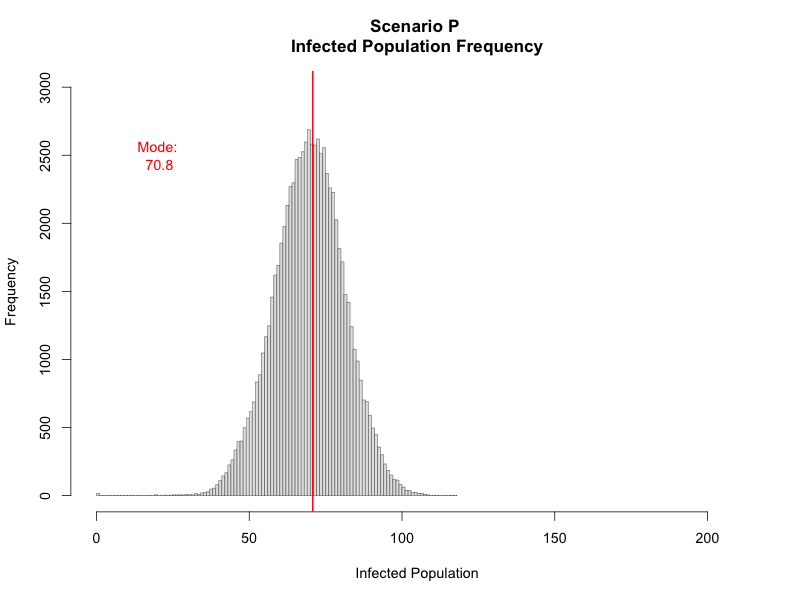 Scenario P
Infected Population Frequency
Mode:
70.8
Frequency
3000
2500
2000
1500
1000
500
0
0 50 100 150 200
Infected Population